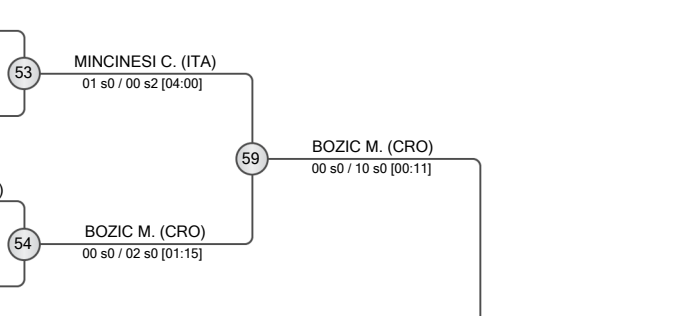 53
MINCINESI C. (ITA)
01 s0 / 00 s2 [04:00]
59
BOZIC M. (CRO)
00 s0 / 10 s0 [00:11]
)
54
BOZIC M. (CRO)
00 s0 / 02 s0 [01:15]